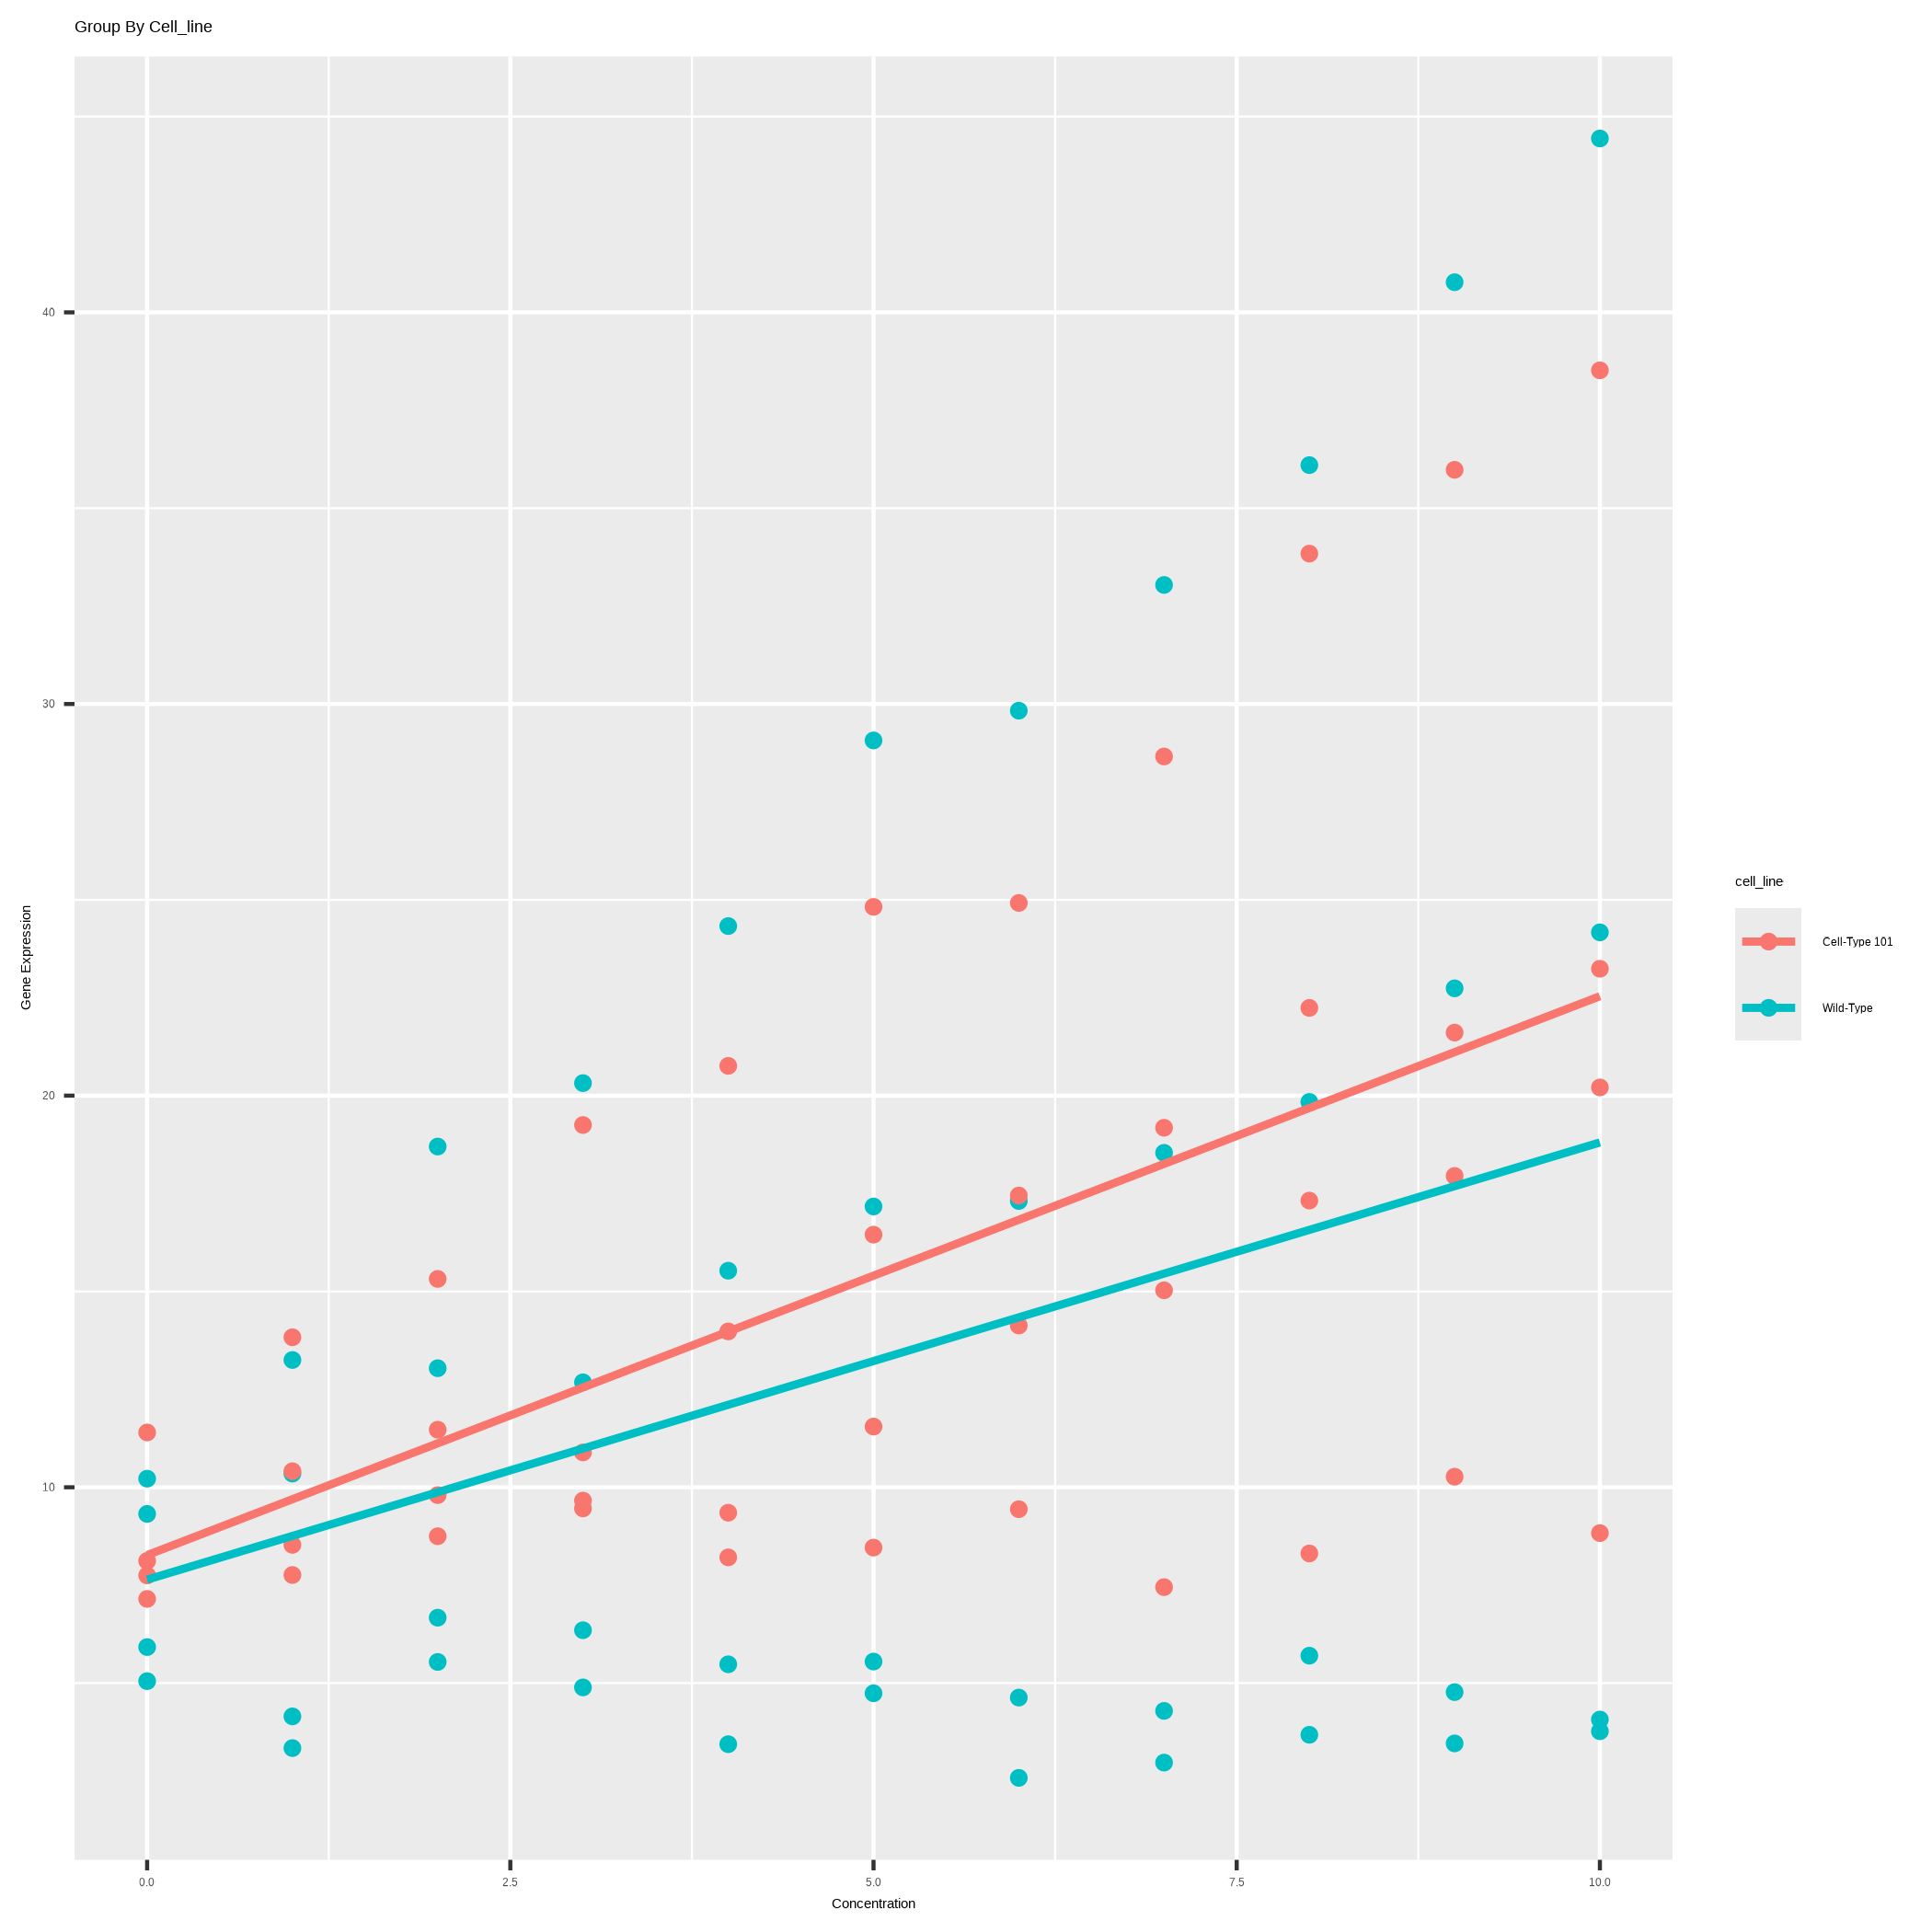 Group By Cell_line
40
30
20
10
Gene Expression
0.0
2.5
5.0
7.5
10.0
Concentration
cell_line
Cell-Type 101
Wild-Type